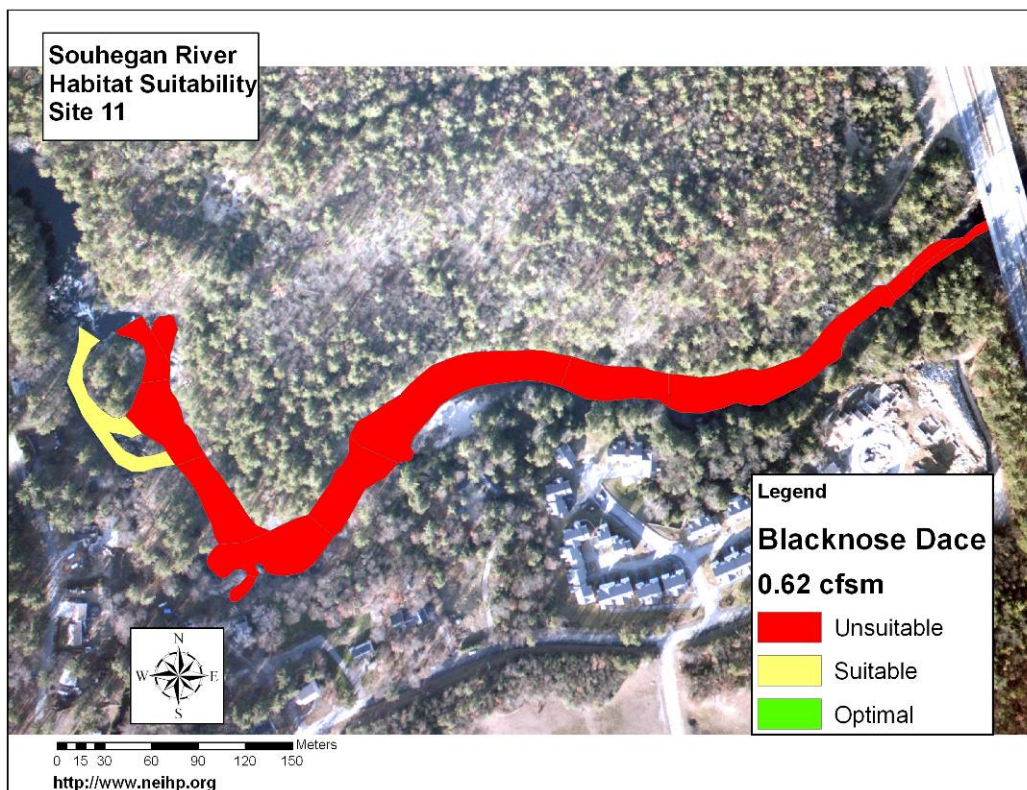 Souhegan River
Habitat Suitability
Site 11
Legend
Blacknose Dace
0.62 cfsm
Unsuitable
Suitable
Optimal
N
W E
S
Meters
0 15 30 60 90 120 150
http://www.neihp.org